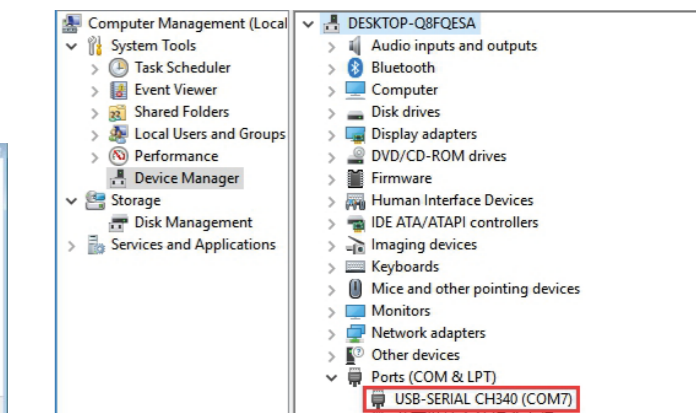 Computer Management (Local
System Tools
Task Scheduler
Event Viewer
Shared Folders
Local Users and Groups
Performance
Device Manager
Storage
Disk Management
Services and Applications
DESKTOP-Q8FQESA
Audio inputs and outputs
Bluetooth
Computer
Disk drives
Display adapters
DVD/CD-ROM drives
Firmware
Human Interface Devices
IDE ATA/ATAPI controllers
Imaging devices
Keyboards
Mice and other pointing devices
Monitors
Network adapters
Other devices
Ports (COM & LPT)
USB-SERIAL CH340 (COM7)